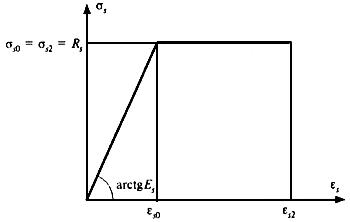 σₛ
σₛ₀ = σₛ₂ = Rₛ
arctgEₛ
εₛ
εₛ₀
εₛ₂